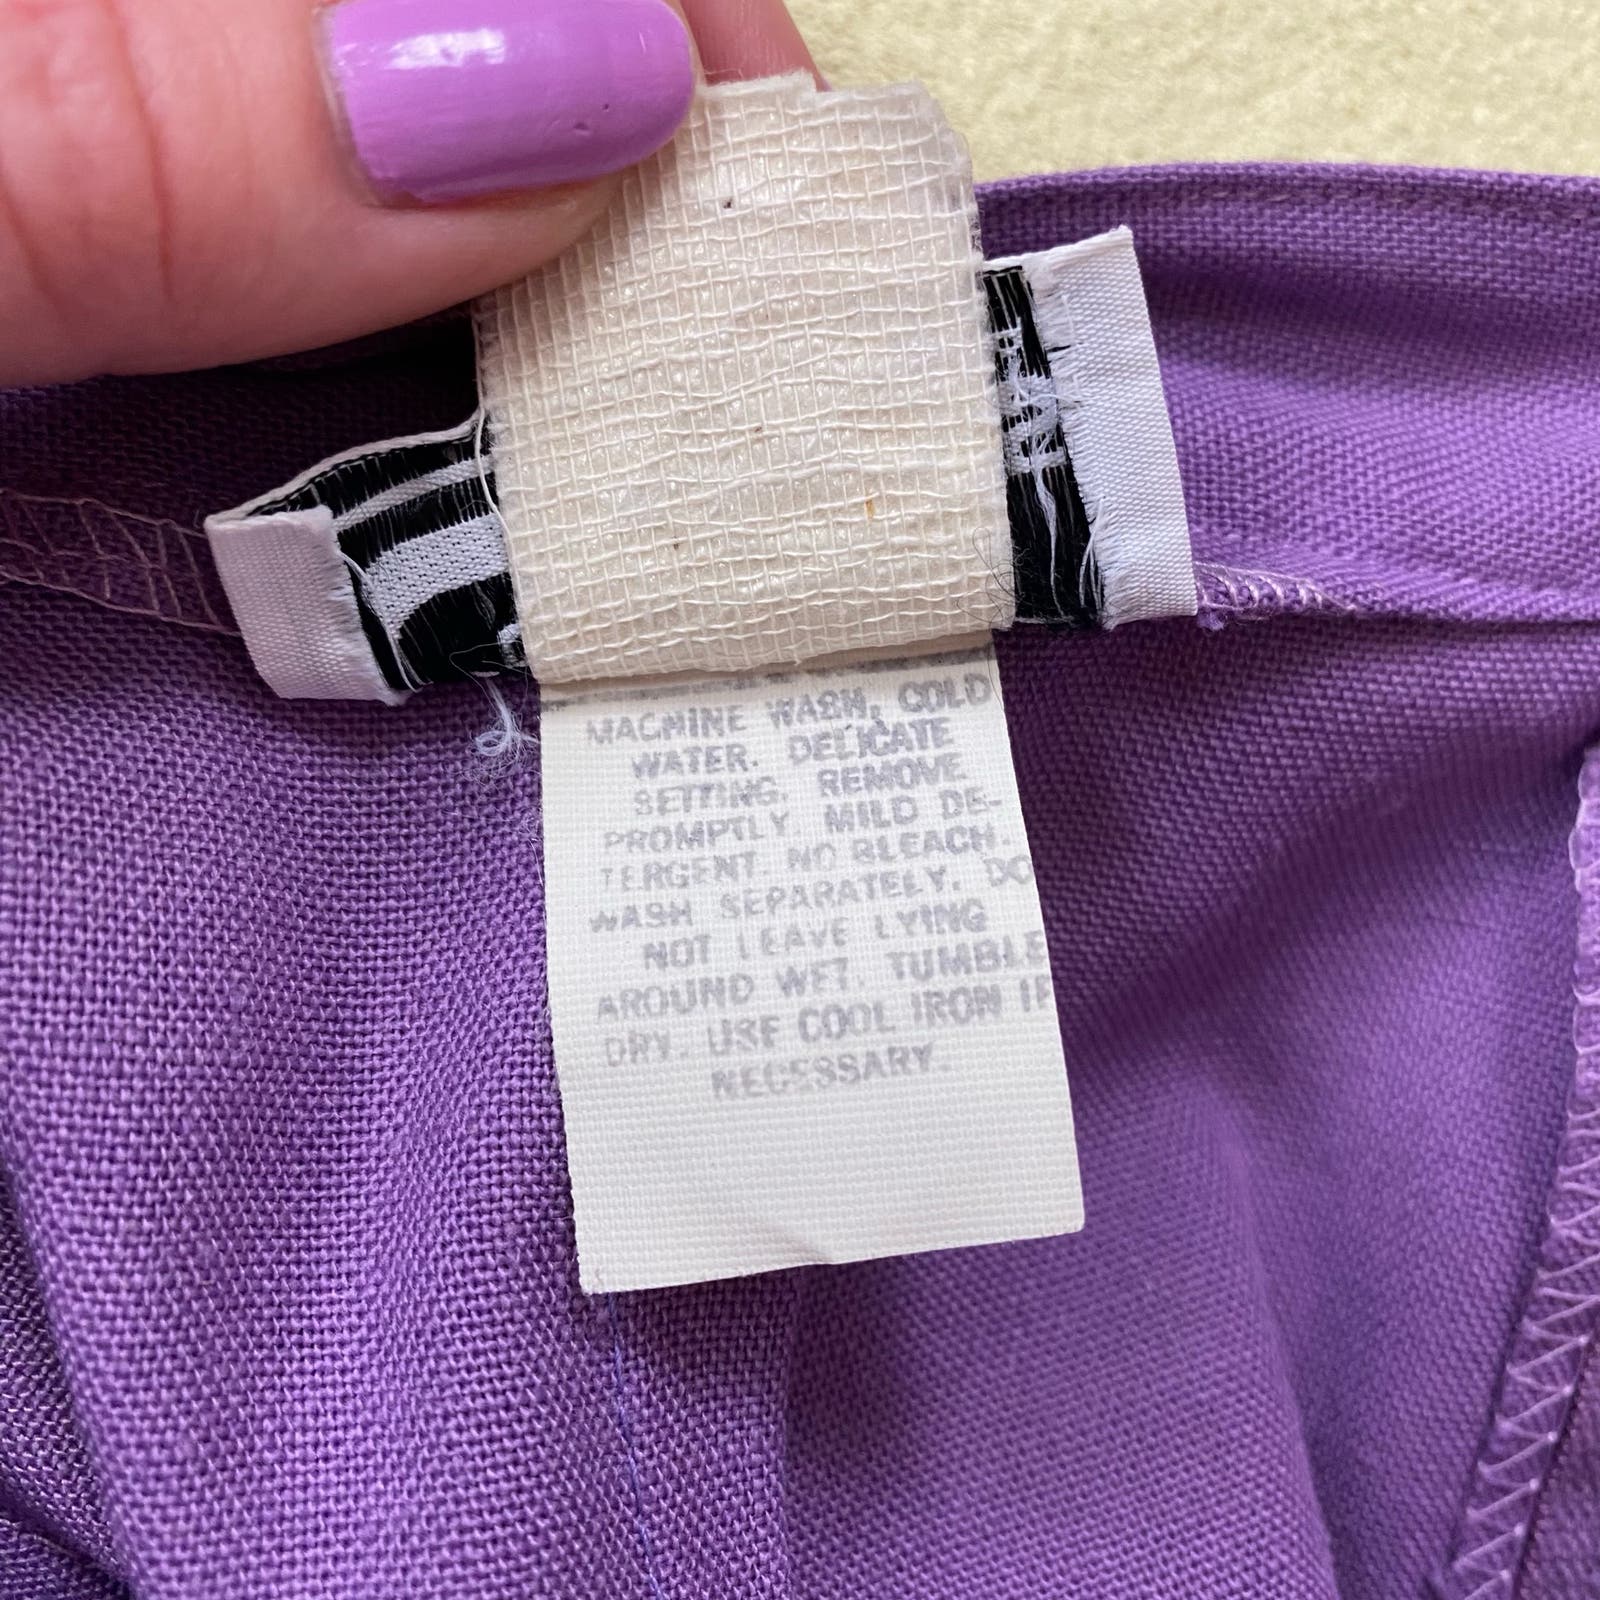 MACHINE WASH, COLD
WATER. DELICATE
SETTING. REMOVE
PROMPTLY. MILD DE-
TERGENT. NO BLEACH.
WASH SEPARATELY. DO
NOT LEAVE LYING
AROUND WET. TUMBLE
DRY. USE COOL IRON IF
NECESSARY.